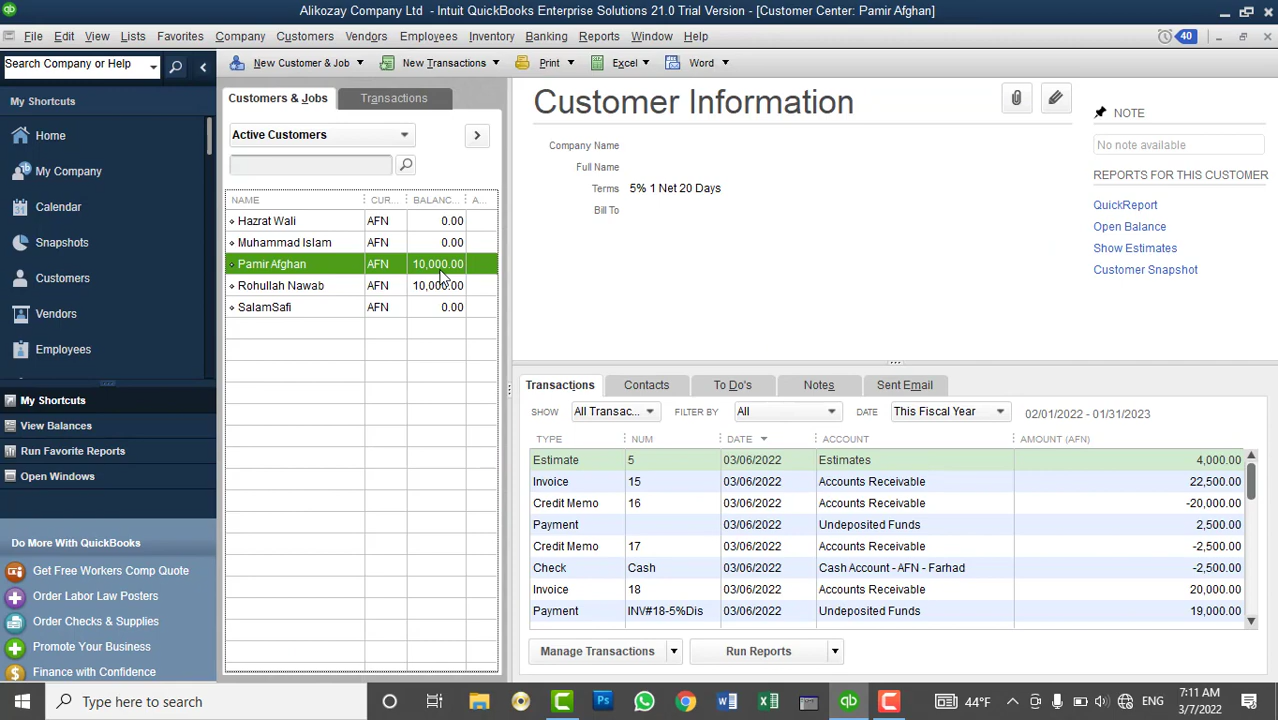 Alikozay Company Ltd - Intuit QuickBooks Enterprise Solutions 21.0 Trial Version - [Customer Center: Pamir Afghan]
File Edit View Lists Favorites Company Customers Vendors Employees Inventory Banking Reports Window Help 40
Search Company or Help
New Customer & Job New Transactions Print Excel Word
My Shortcuts
Home
My Company
Calendar
Snapshots
Customers
Vendors
Employees
My Shortcuts
View Balances
Run Favorite Reports
Open Windows
Do More With QuickBooks
Get Free Workers Comp Quote
Order Labor Law Posters
Order Checks & Supplies
Promote Your Business
Finance with Confidence
Customers & Jobs Transactions
Active Customers
NAME CUR... BALANC... A...
Hazrat Wali AFN 0.00
Muhammad Islam AFN 0.00
Pamir Afghan AFN 10,000.00
Rohullah Nawab AFN 10,000.00
SalamSafi AFN 0.00
Customer Information
Company Name
Full Name
Terms 5% 1 Net 20 Days
Bill To
NOTE
No note available
REPORTS FOR THIS CUSTOMER
QuickReport
Open Balance
Show Estimates
Customer Snapshot
Transactions Contacts To Do's Notes Sent Email
SHOW All Transac... FILTER BY All DATE This Fiscal Year 02/01/2022 - 01/31/2023
TYPE NUM DATE ACCOUNT AMOUNT (AFN)
Estimate 5 03/06/2022 Estimates 4,000.00
Invoice 15 03/06/2022 Accounts Receivable 22,500.00
Credit Memo 16 03/06/2022 Accounts Receivable -20,000.00
Payment 03/06/2022 Undeposited Funds 2,500.00
Credit Memo 17 03/06/2022 Accounts Receivable -2,500.00
Check Cash 03/06/2022 Cash Account - AFN - Farhad -2,500.00
Invoice 18 03/06/2022 Accounts Receivable 20,000.00
Payment INV#18-5%Dis 03/06/2022 Undeposited Funds 19,000.00
Manage Transactions Run Reports
Type here to search
44°F ENG 7:11 AM
3/7/2022